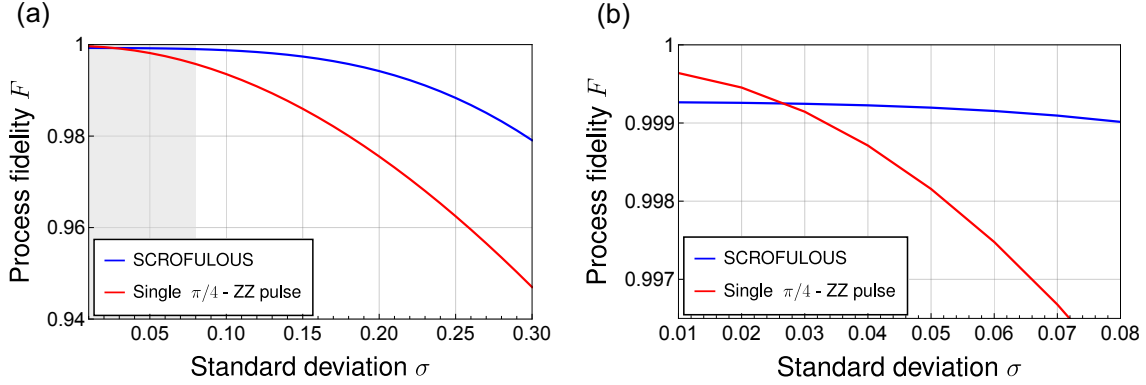 (a)
Process fidelity F
1
0.98
0.96
0.94
SCROFULOUS
Single π/4 - ZZ pulse
0.05 0.10 0.15 0.20 0.25 0.30
Standard deviation σ
(b)
Process fidelity F
1
0.999
0.998
0.997
SCROFULOUS
Single π/4 - ZZ pulse
0.01 0.02 0.03 0.04 0.05 0.06 0.07 0.08
Standard deviation σ